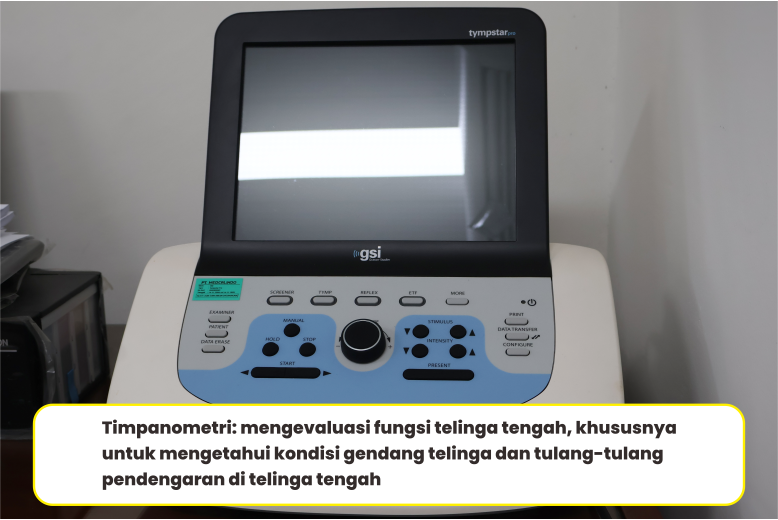 tympstar pro
gsi
SCREENER TYMP REFLEX ETF MORE
EXAMINER
PATIENT
DATA ERASE
MANUAL
HOLD STOP
START
STIMULUS
INTENSITY
PRESENT
PRINT
DATA TRANSFER
CONFIGURE
Timpanometri: mengevaluasi fungsi telinga tengah, khususnya
untuk mengetahui kondisi gendang telinga dan tulang-tulang
pendengaran di telinga tengah